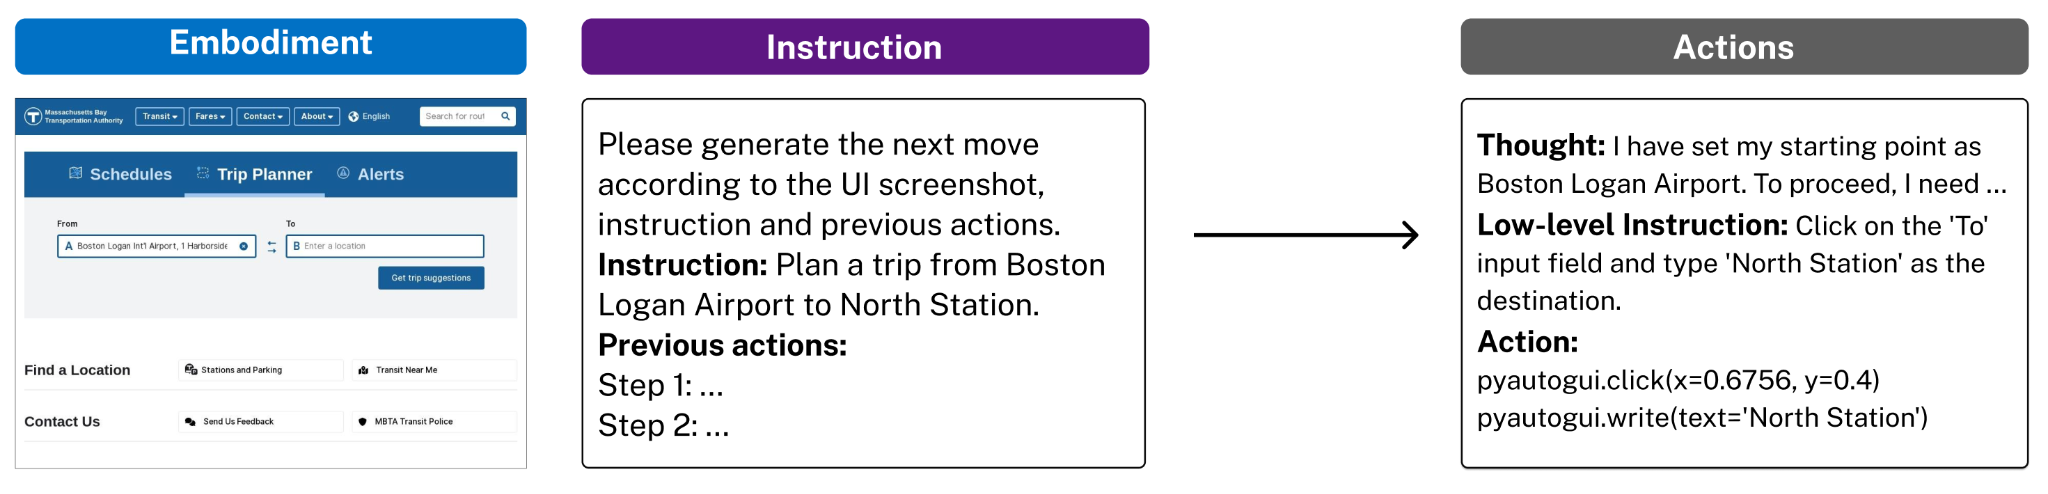 Embodiment
Massachusetts Bay
Transportation Authority
Transit
Fares
Contact
About
English
Search for rout
Schedules
Trip Planner
Alerts
From
To
A Boston Logan Int'l Airport, 1 Harborside
B Enter a location
Get trip suggestions
Find a Location
Stations and Parking
Transit Near Me
Contact Us
Send Us Feedback
MBTA Transit Police
Instruction
Please generate the next move
according to the UI screenshot,
instruction and previous actions.
Instruction: Plan a trip from Boston
Logan Airport to North Station.
Previous actions:
Step 1: ...
Step 2: ...
Actions
Thought: I have set my starting point as
Boston Logan Airport. To proceed, I need ...
Low-level Instruction: Click on the 'To'
input field and type 'North Station' as the
destination.
Action:
pyautogui.click(x=0.6756, y=0.4)
pyautogui.write(text='North Station')